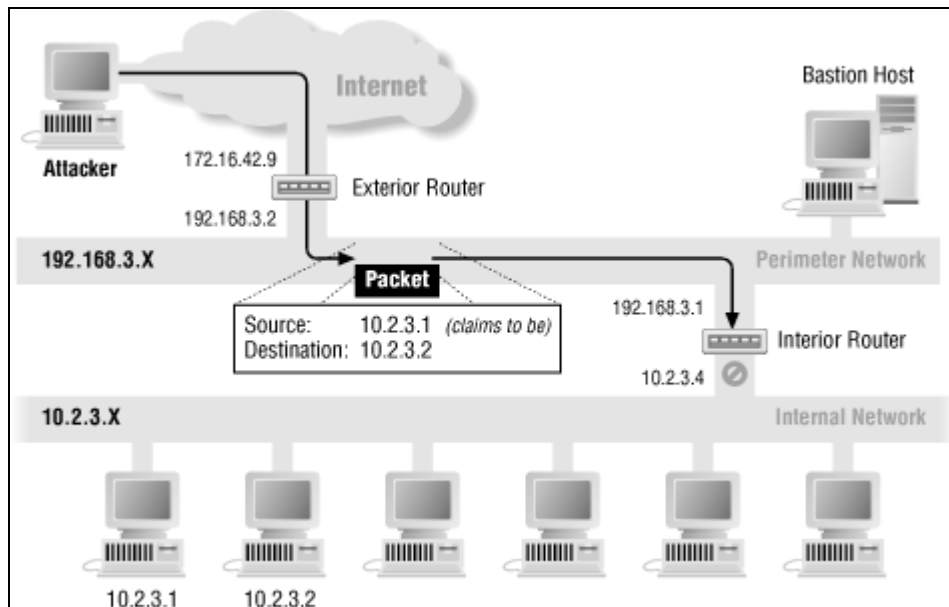 Internet
Bastion Host
Attacker
172.16.42.9
Exterior Router
192.168.3.2
192.168.3.X
Perimeter Network
Packet
Source: 10.2.3.1 (claims to be)
Destination: 10.2.3.2
192.168.3.1
Interior Router
10.2.3.4
10.2.3.X
Internal Network
10.2.3.1
10.2.3.2